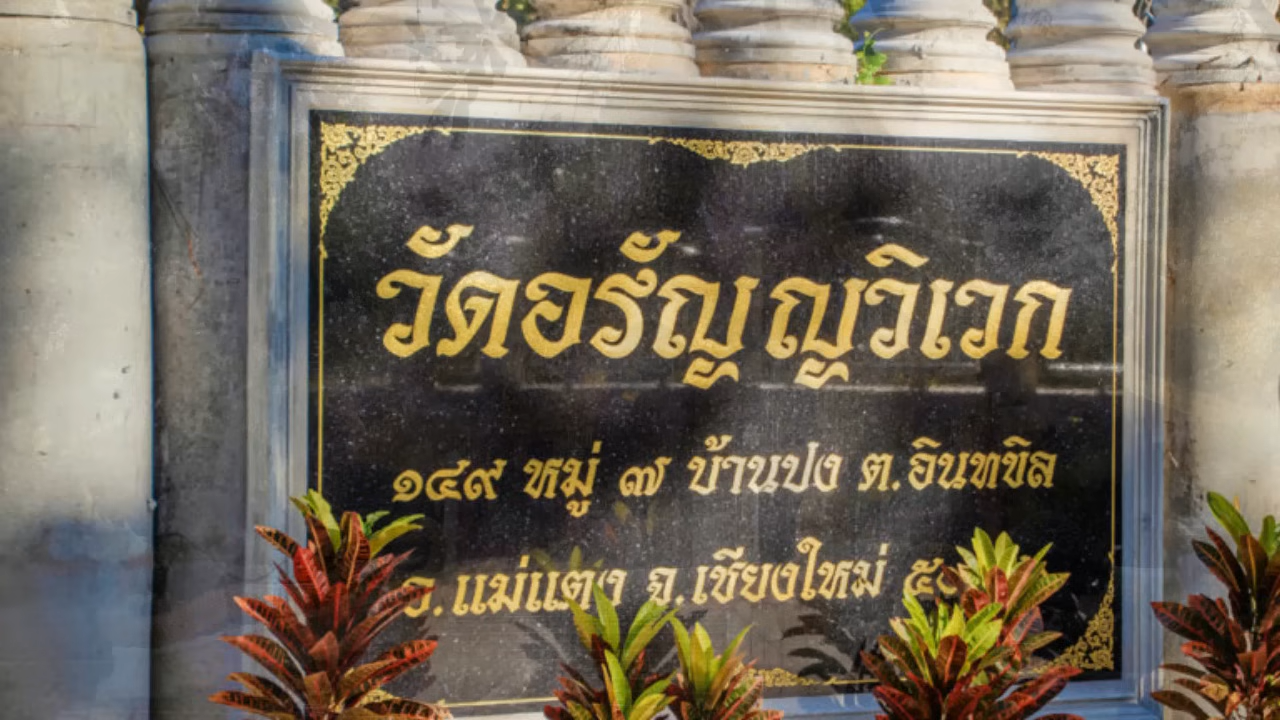 วัดอรัญญวิเวก
๑๔๙ หมู่ ๗ บ้านปง ต.อินทขิล
อ.แม่แตง จ.เชียงใหม่